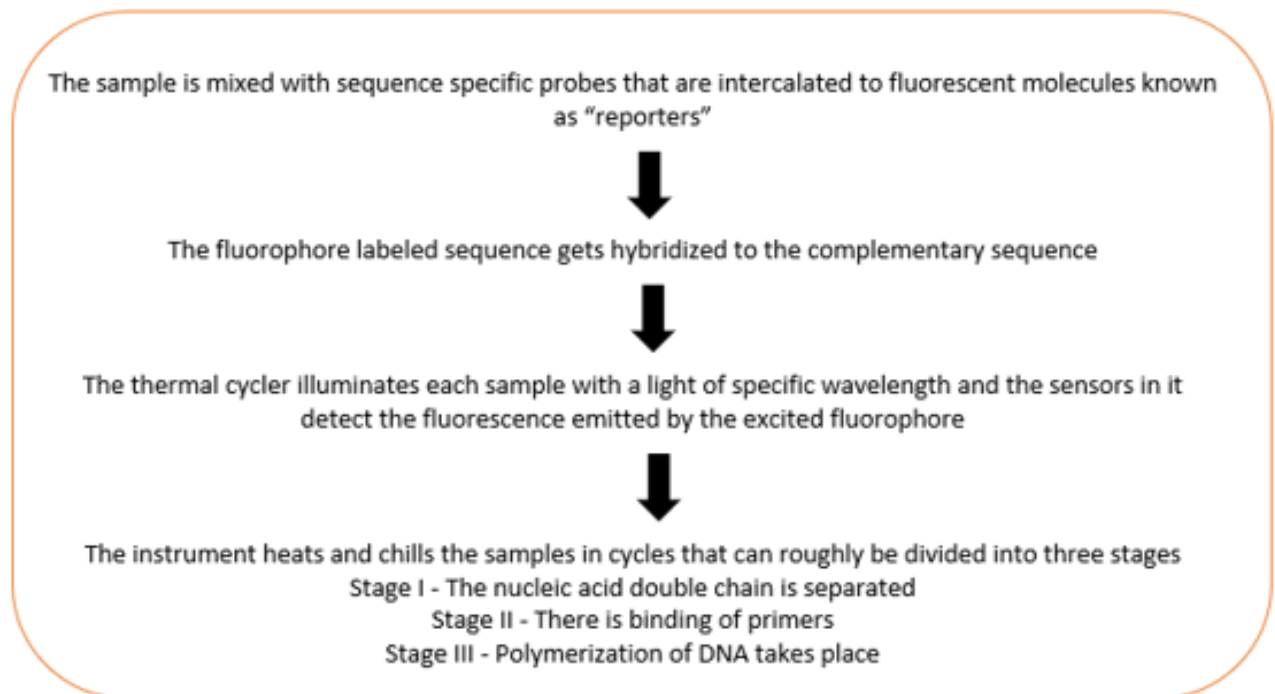 The sample is mixed with sequence specific probes that are intercalated to fluorescent molecules known
as “reporters”
The fluorophore labeled sequence gets hybridized to the complementary sequence
The thermal cycler illuminates each sample with a light of specific wavelength and the sensors in it
detect the fluorescence emitted by the excited fluorophore
The instrument heats and chills the samples in cycles that can roughly be divided into three stages
Stage I - The nucleic acid double chain is separated
Stage II - There is binding of primers
Stage III - Polymerization of DNA takes place